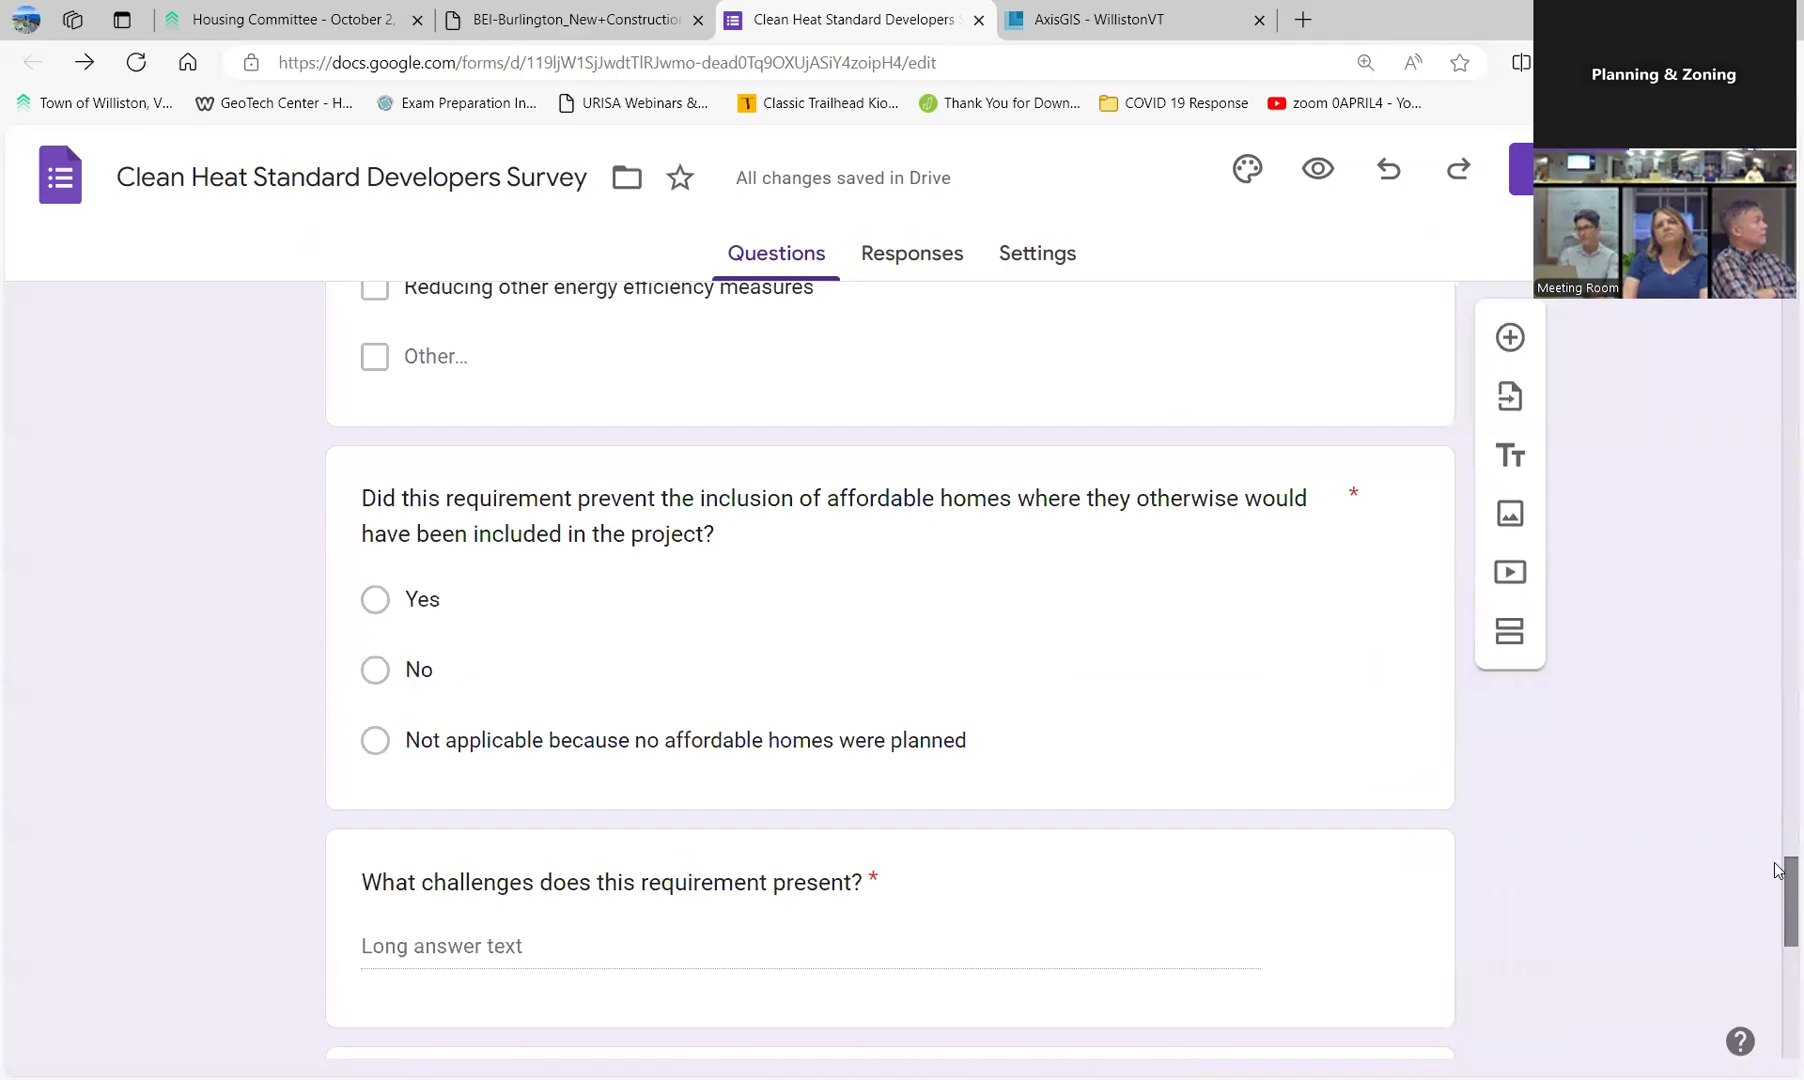 Housing Committee - October 2,
BEI-Burlington_New+Construction
Clean Heat Standard Developers S
AxisGIS - WillistonVT
Planning & Zoning
https://docs.google.com/forms/d/119ljW1SjJwdtTlRJwmo-dead0Tq9OXUjASiY4zoipH4/edit
Town of Williston, V...
GeoTech Center - H...
Exam Preparation In...
URISA Webinars &...
Classic Trailhead Kio...
Thank You for Down...
COVID 19 Response
zoom 0APRIL4 - Yo...
Clean Heat Standard Developers Survey
All changes saved in Drive
Questions
Responses
Settings
Meeting Room
Reducing other energy efficiency measures
Other...
Did this requirement prevent the inclusion of affordable homes where they otherwise would *
have been included in the project?
Yes
No
Not applicable because no affordable homes were planned
What challenges does this requirement present? *
Long answer text